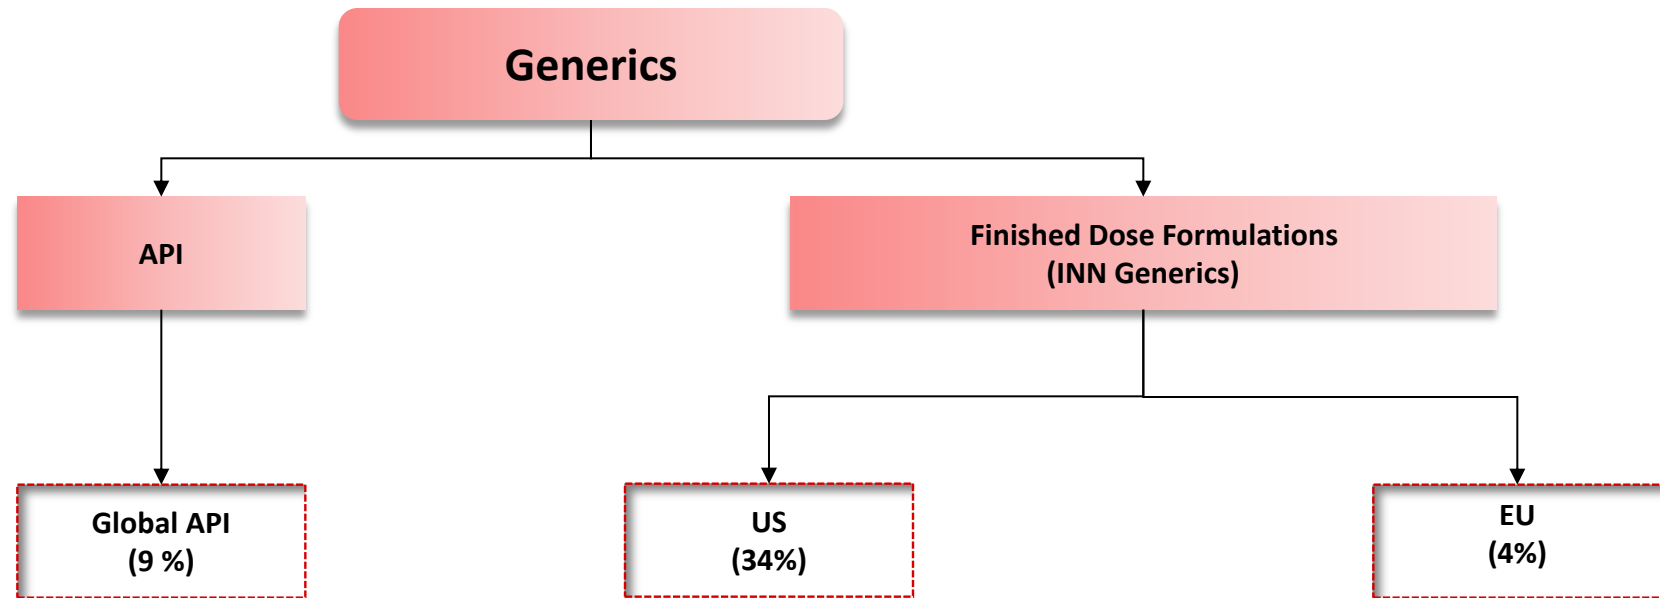 Generics
API
Finished Dose Formulations
(INN Generics)
Global API
(9 %)
US
(34%)
EU
(4%)